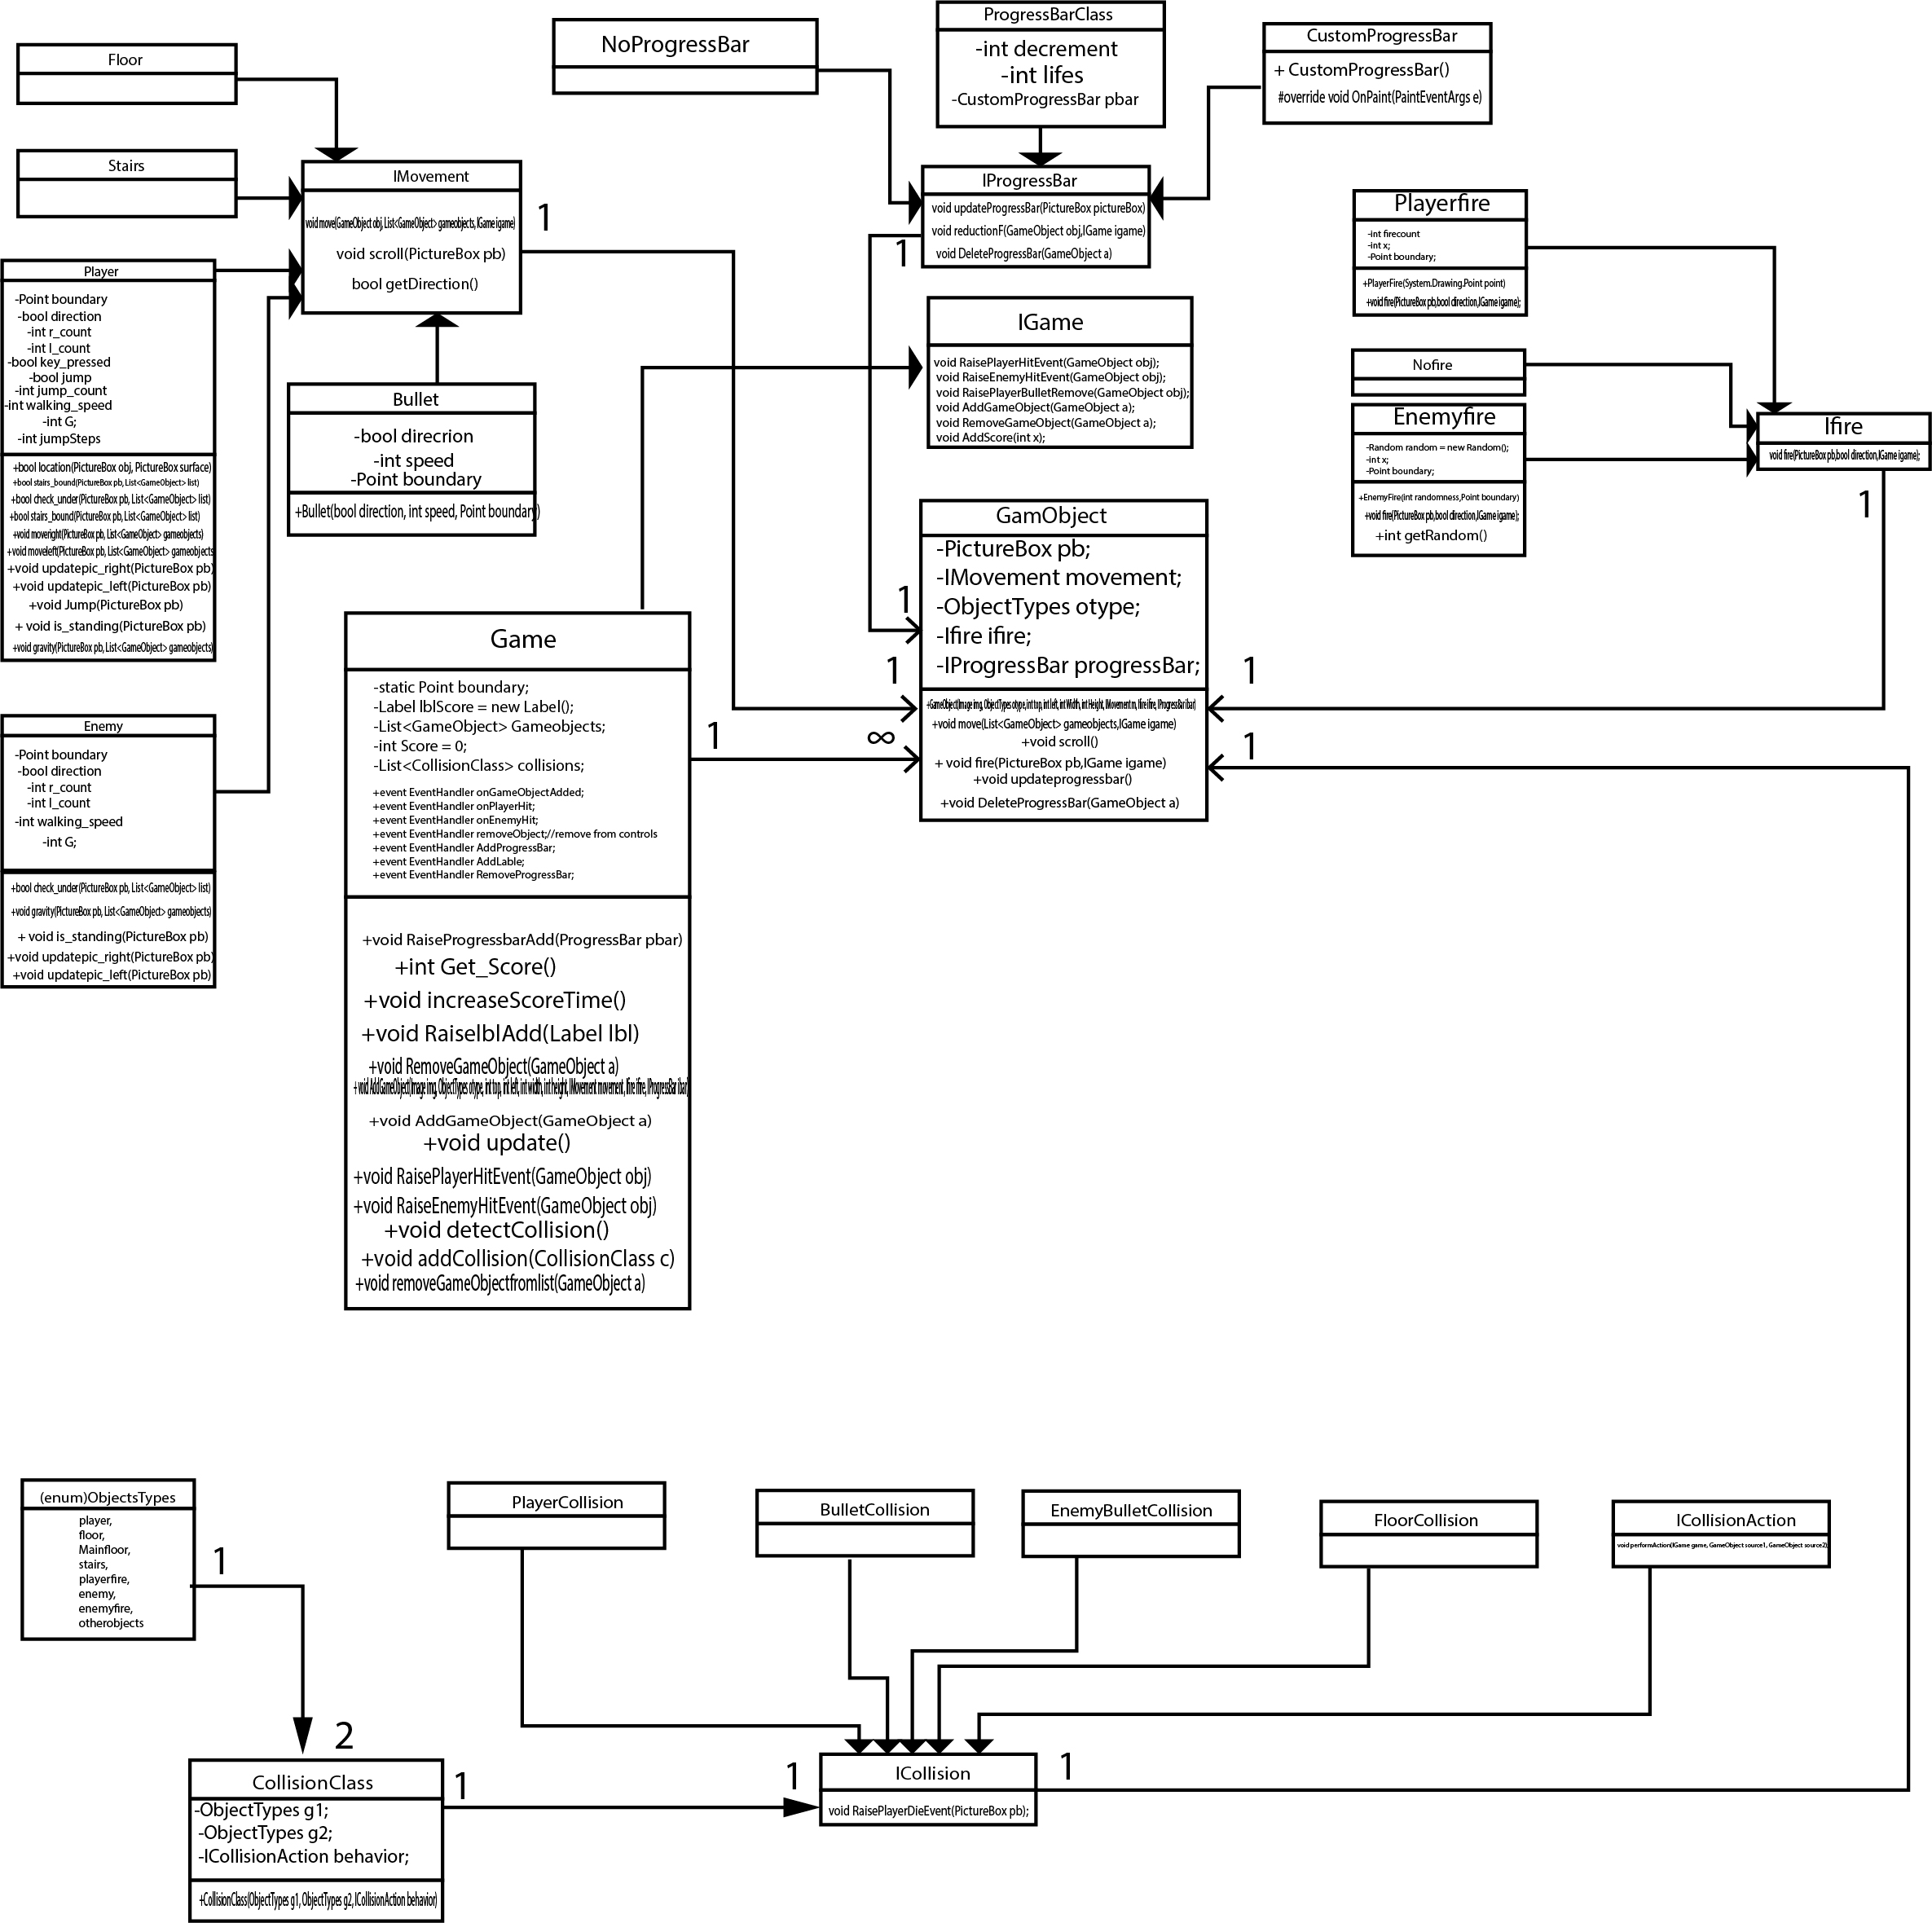 NoProgressBar
ProgressBarClass
-int decrement
-int lifes
-CustomProgressBar pbar
CustomProgressBar
+ CustomProgressBar()
#override void OnPaint(PaintEventArgs e)
Floor
Stairs
IMovement
void move(GameObject obj, List<GameObject> gameobjects, IGame igame)
void scroll(PictureBox pb)
bool getDirection()
1
IProgressBar
void updateProgressBar(PictureBox pictureBox)
void reductionF(GameObject obj,IGame igame)
void DeleteProgressBar(GameObject a)
1
Playerfire
-int firecount
-int x;
-Point boundary;
+PlayerFire(System.Drawing.Point point)
+void fire(PictureBox pb,bool direction,IGame igame);
Player
-Point boundary
-bool direction
-int r_count
-int l_count
-bool key_pressed
-bool jump
-int jump_count
-int walking_speed
-int G;
-int jumpSteps
+bool location(PictureBox obj, PictureBox surface)
+bool stairs_bound(PictureBox pb, List<GameObject> list)
+bool check_under(PictureBox pb, List<GameObject> list)
+bool stairs_bound(PictureBox pb, List<GameObject> list)
+void moveright(PictureBox pb, List<GameObject> gameobjects)
+void moveleft(PictureBox pb, List<GameObject> gameobjects
+void updatepic_right(PictureBox pb)
+void updatepic_left(PictureBox pb)
+void Jump(PictureBox pb)
+ void is_standing(PictureBox pb)
+void gravity(PictureBox pb, List<GameObject> gameobjects)
Bullet
-bool direcrion
-int speed
-Point boundary
+Bullet(bool direction, int speed, Point boundary)
IGame
void RaisePlayerHitEvent(GameObject obj);
void RaiseEnemyHitEvent(GameObject obj);
void RaisePlayerBulletRemove(GameObject obj);
void AddGameObject(GameObject a);
void RemoveGameObject(GameObject a);
void AddScore(int x);
Nofire
Enemyfire
-Random random = new Random();
-int x;
-Point boundary;
+EnemyFire(int randomness,Point boundary)
+void fire(PictureBox pb,bool direction,IGame igame);
+int getRandom()
Ifire
void fire(PictureBox pb,bool direction,IGame igame);
1
GamObject
-PictureBox pb;
-IMovement movement;
-ObjectTypes otype;
-Ifire ifire;
-IProgressBar progressBar;
+GameObject(Image img, ObjectTypes otype, int top, int left, int Width, int Height, IMovement m, Ifire ifire, IProgressBar ibar)
+void move(List<GameObject> gameobjects,IGame igame)
+void scroll()
+ void fire(PictureBox pb,IGame igame)
+void updateprogressbar()
+void DeleteProgressBar(GameObject a)
1
1
1
∞
1
1
Game
-static Point boundary;
-Label lblScore = new Label();
-List<GameObject> Gameobjects;
-int Score = 0;
-List<CollisionClass> collisions;
+event EventHandler onGameObjectAdded;
+event EventHandler onPlayerHit;
+event EventHandler onEnemyHit;
+event EventHandler removeObject;//remove from controls
+event EventHandler AddProgressBar;
+event EventHandler AddLable;
+event EventHandler RemoveProgressBar;
+void RaiseProgressbarAdd(ProgressBar pbar)
+int Get_Score()
+void increaseScoreTime()
+void RaiselblAdd(Label lbl)
+void RemoveGameObject(GameObject a)
+ void AddGameObject(Image img, ObjectTypes otype, int top, int left, int width, int height, IMovement movement, Ifire ifire, IProgressBar ibar)
+void AddGameObject(GameObject a)
+void update()
+void RaisePlayerHitEvent(GameObject obj)
+void RaiseEnemyHitEvent(GameObject obj)
+void detectCollision()
+void addCollision(CollisionClass c)
+void removeGameObjectfromlist(GameObject a)
Enemy
-Point boundary
-bool direction
-int r_count
-int l_count
-int walking_speed
-int G;
+bool check_under(PictureBox pb, List<GameObject> list)
+void gravity(PictureBox pb, List<GameObject> gameobjects)
+ void is_standing(PictureBox pb)
+void updatepic_right(PictureBox pb)
+void updatepic_left(PictureBox pb)
(enum)ObjectsTypes
player,
floor,
Mainfloor,
stairs,
playerfire,
enemy,
enemyfire,
otherobjects
1
PlayerCollision
BulletCollision
EnemyBulletCollision
FloorCollision
ICollisionAction
void performAction(IGame game, GameObject source1, GameObject source2);
2
CollisionClass
-ObjectTypes g1;
-ObjectTypes g2;
-ICollisionAction behavior;
+CollisionClass(ObjectTypes g1, ObjectTypes g2, ICollisionAction behavior)
1
1
ICollision
void RaisePlayerDieEvent(PictureBox pb);
1